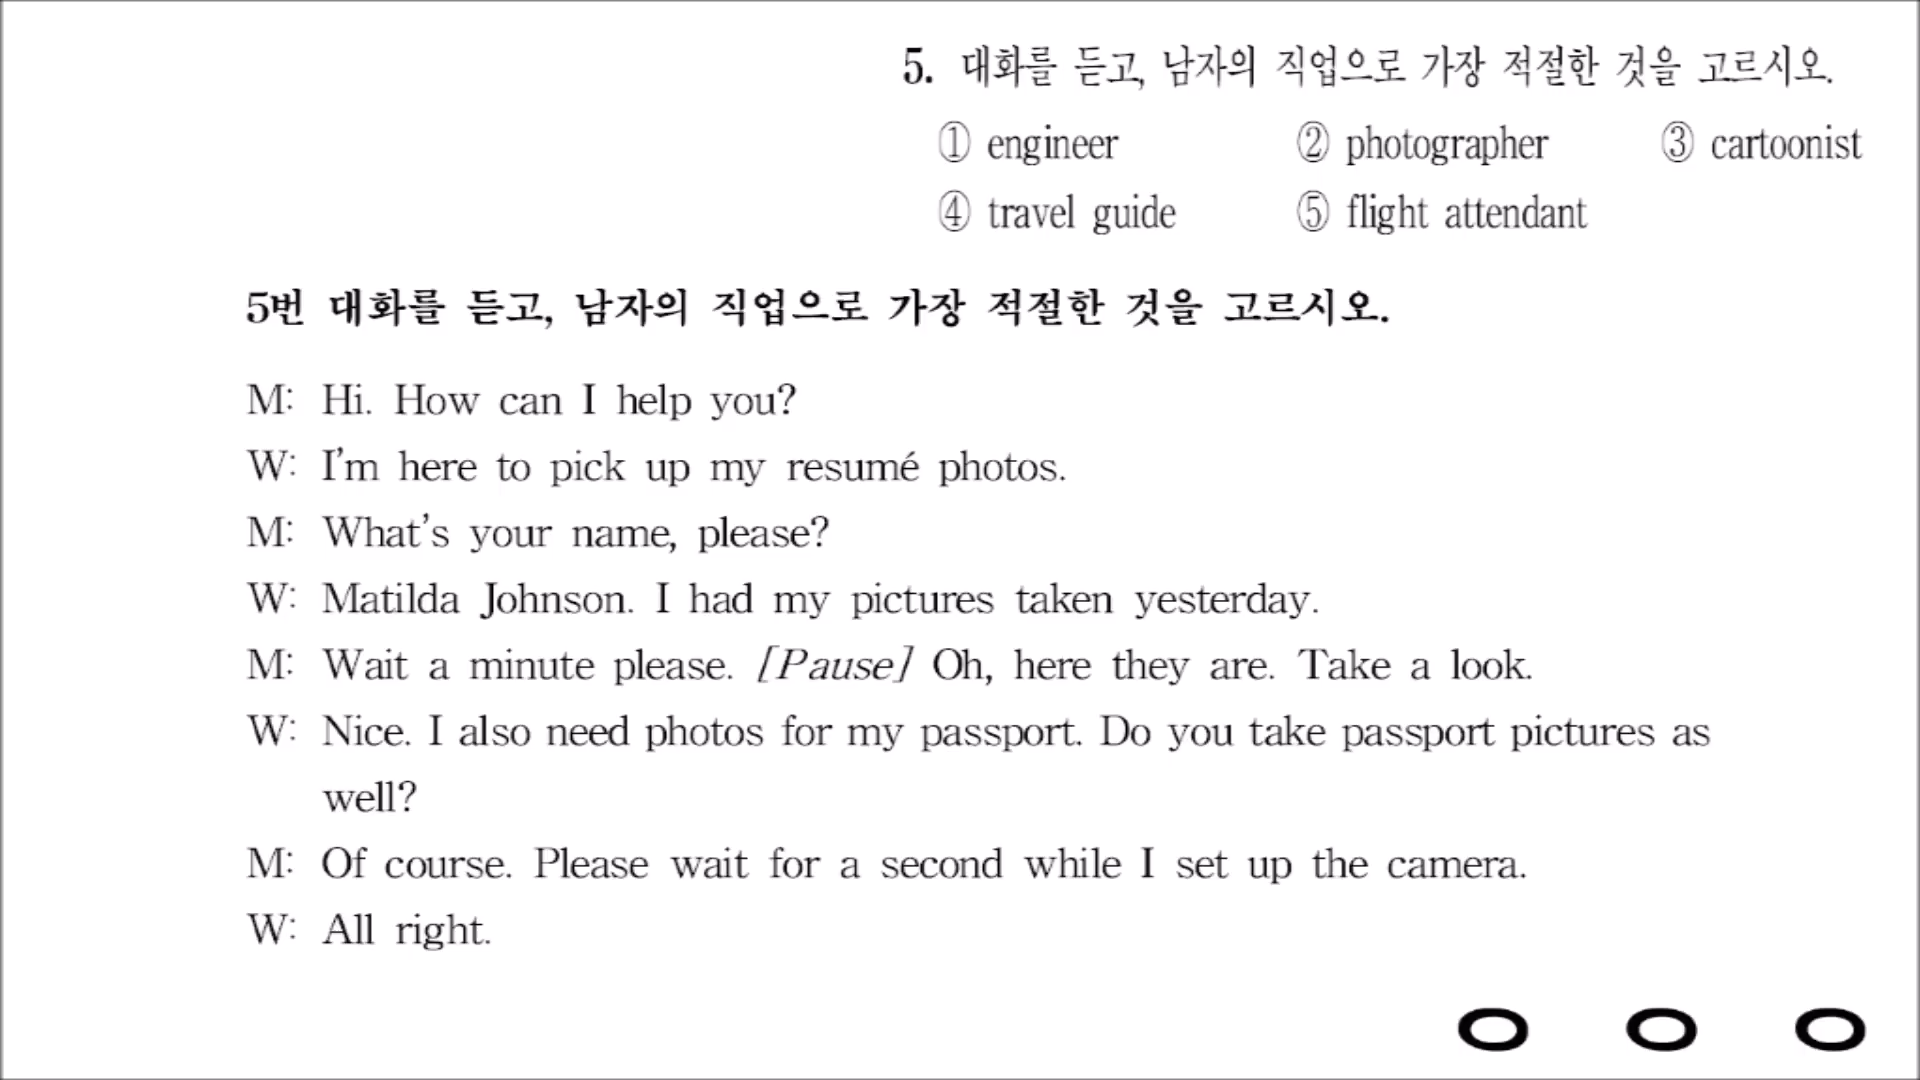 5. 대화를 듣고, 남자의 직업으로 가장 적절한 것을 고르시오.
① engineer ② photographer ③ cartoonist
④ travel guide ⑤ flight attendant
5번 대화를 듣고, 남자의 직업으로 가장 적절한 것을 고르시오.
M: Hi. How can I help you?
W: I'm here to pick up my resumé photos.
M: What's your name, please?
W: Matilda Johnson. I had my pictures taken yesterday.
M: Wait a minute please. [Pause] Oh, here they are. Take a look.
W: Nice. I also need photos for my passport. Do you take passport pictures as
well?
M: Of course. Please wait for a second while I set up the camera.
W: All right.